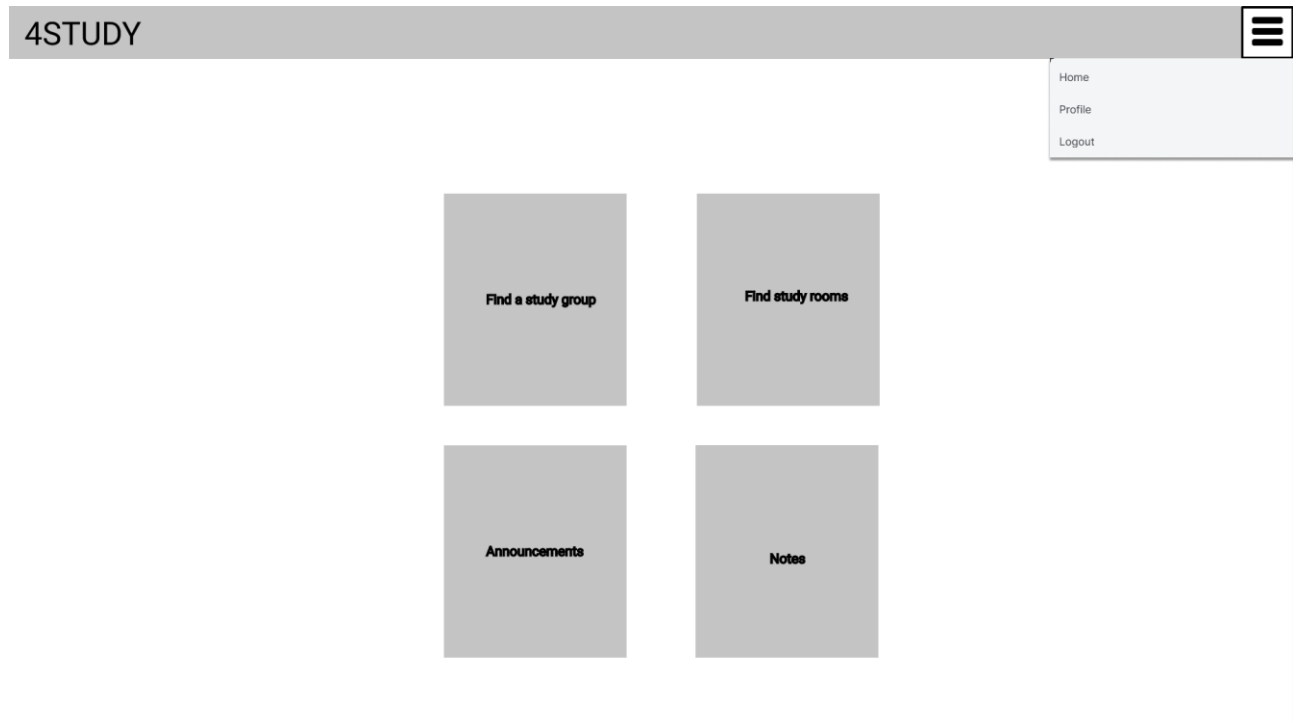 4STUDY
Home
Profile
Logout
Find a study group
Find study rooms
Announcements
Notes